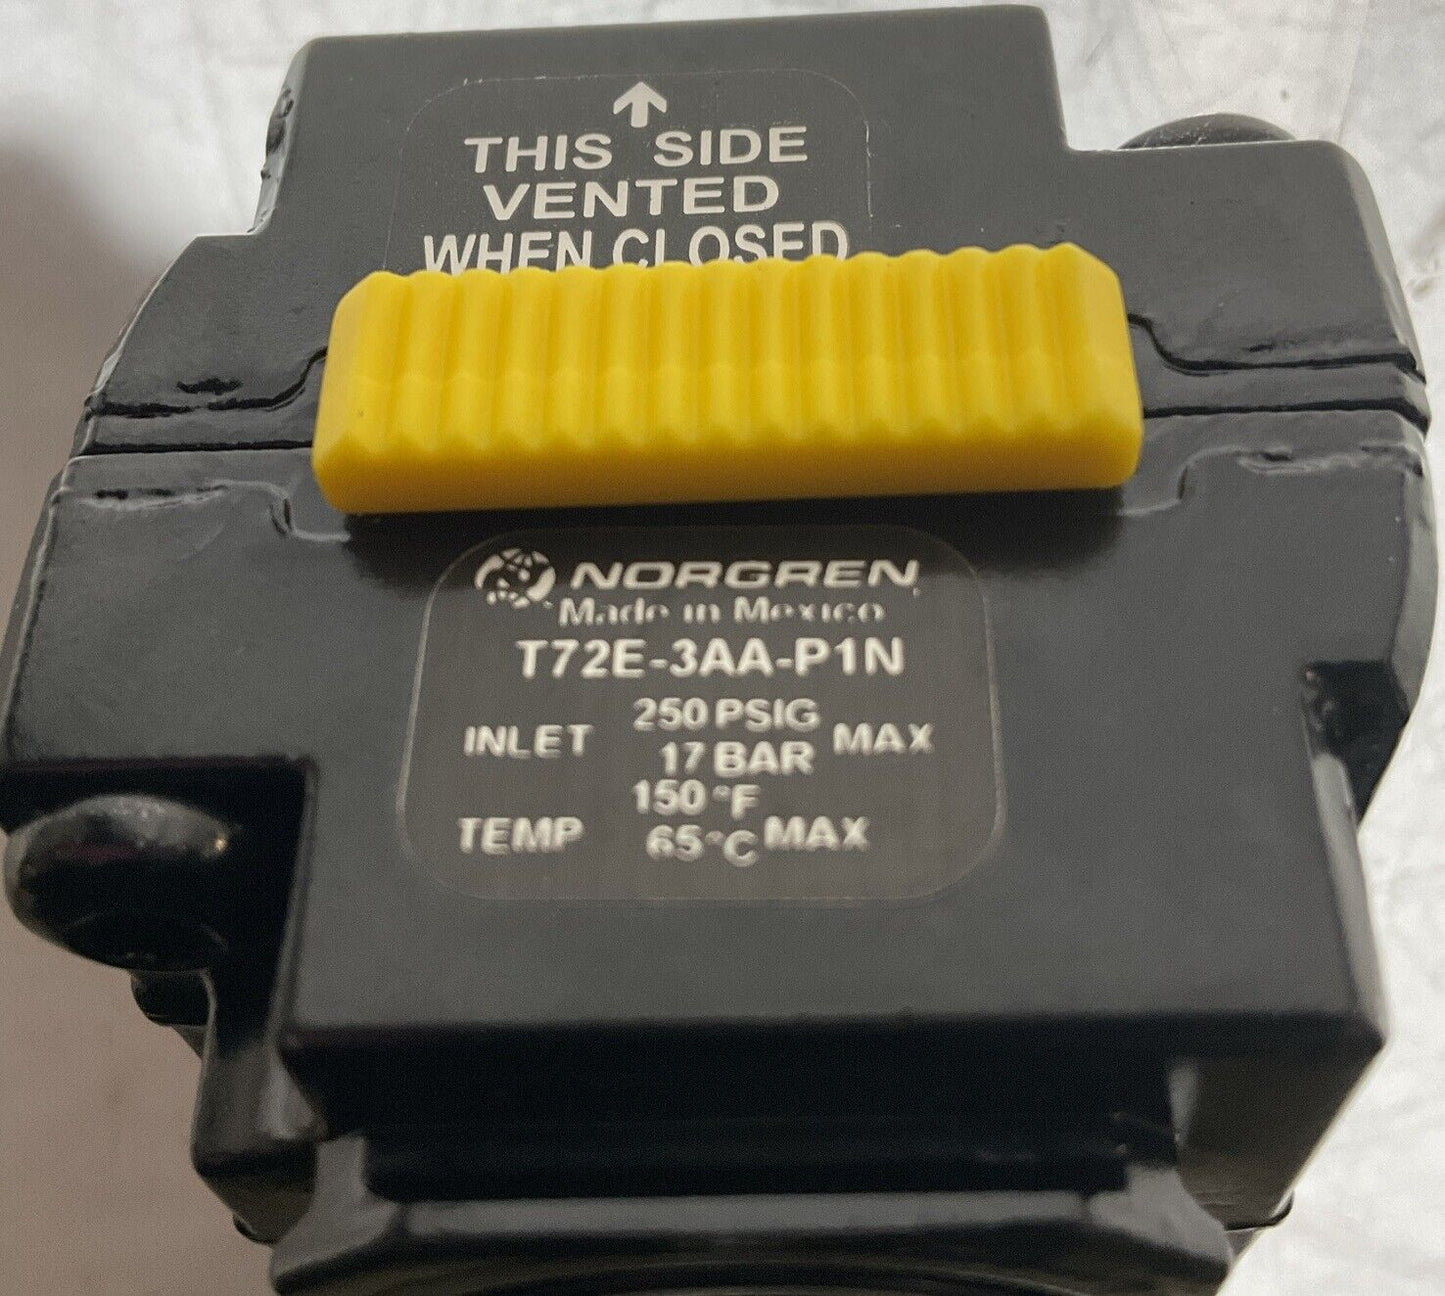 THIS SIDE
VENTED
WHEN CLOSED
NORGREN
Made in Mexico
T72E-3AA-P1N
INLET 250 PSIG 17 BAR MAX
TEMP 150°F 65°C MAX